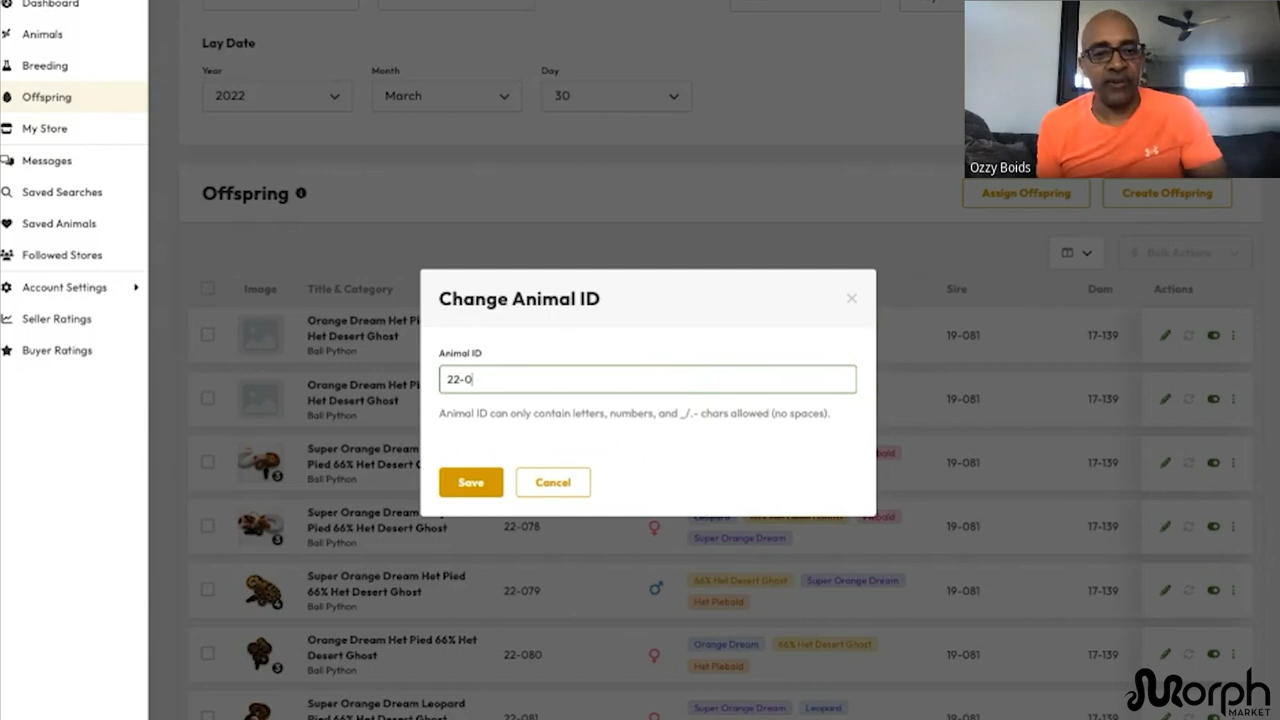 Dashboard
Animals
Breeding
Offspring
My Store
Messages
Saved Searches
Saved Animals
Followed Stores
Account Settings
Seller Ratings
Buyer Ratings
Lay Date
Year
Month
Day
2022
March
30
Ozzy Boids
Offspring
Assign Offspring
Create Offspring
Bulk Actions
Image
Title & Category
Sire
Dam
Actions
Orange Dream Het Pi
Het Desert Ghost
Ball Python
19-081
17-139
Orange Dream Het Pi
Het Desert Ghost
Ball Python
19-081
17-139
Super Orange Dream
Pied 66% Het Desert G
Ball Python
3
19-081
17-139
Super Orange Dream
Pied 66% Het Desert Ghost
Ball Python
3
22-078
Leopard
Piebald
Super Orange Dream
19-081
17-139
Super Orange Dream Het Pied
66% Het Desert Ghost
Ball Python
3
22-079
66% Het Desert Ghost
Super Orange Dream
Het Piebald
19-081
17-139
Orange Dream Het Pied 66% Het
Desert Ghost
Ball Python
3
22-080
Orange Dream
66% Het Desert Ghost
Het Piebald
19-081
17-139
Super Orange Dream Leopard
Pied 66% Het Desert Ghost
22-081
Super Orange Dream
Leopard
19-081
17-139
Change Animal ID
Animal ID
22-0
Animal ID can only contain letters, numbers, and _/.- chars allowed (no spaces).
Save
Cancel
Morph
MARKET